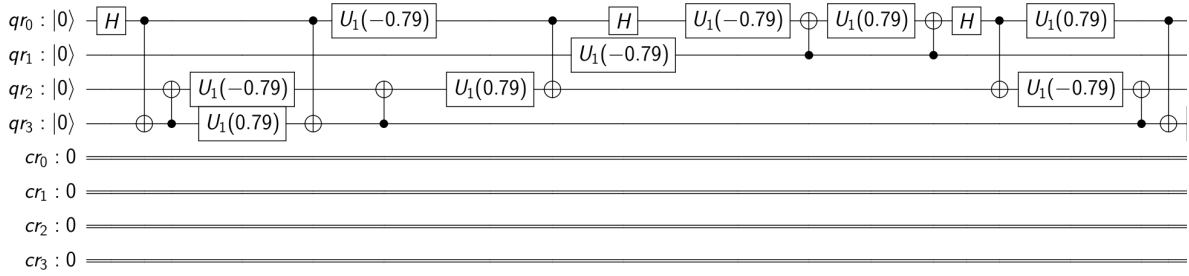 qr₀ : |0⟩ H U₁(−0.79) H U₁(−0.79) U₁(0.79) H U₁(0.79)
qr₁ : |0⟩ U₁(−0.79)
qr₂ : |0⟩ U₁(−0.79) U₁(0.79) U₁(−0.79)
qr₃ : |0⟩ U₁(0.79)
cr₀ : 0
cr₁ : 0
cr₂ : 0
cr₃ : 0